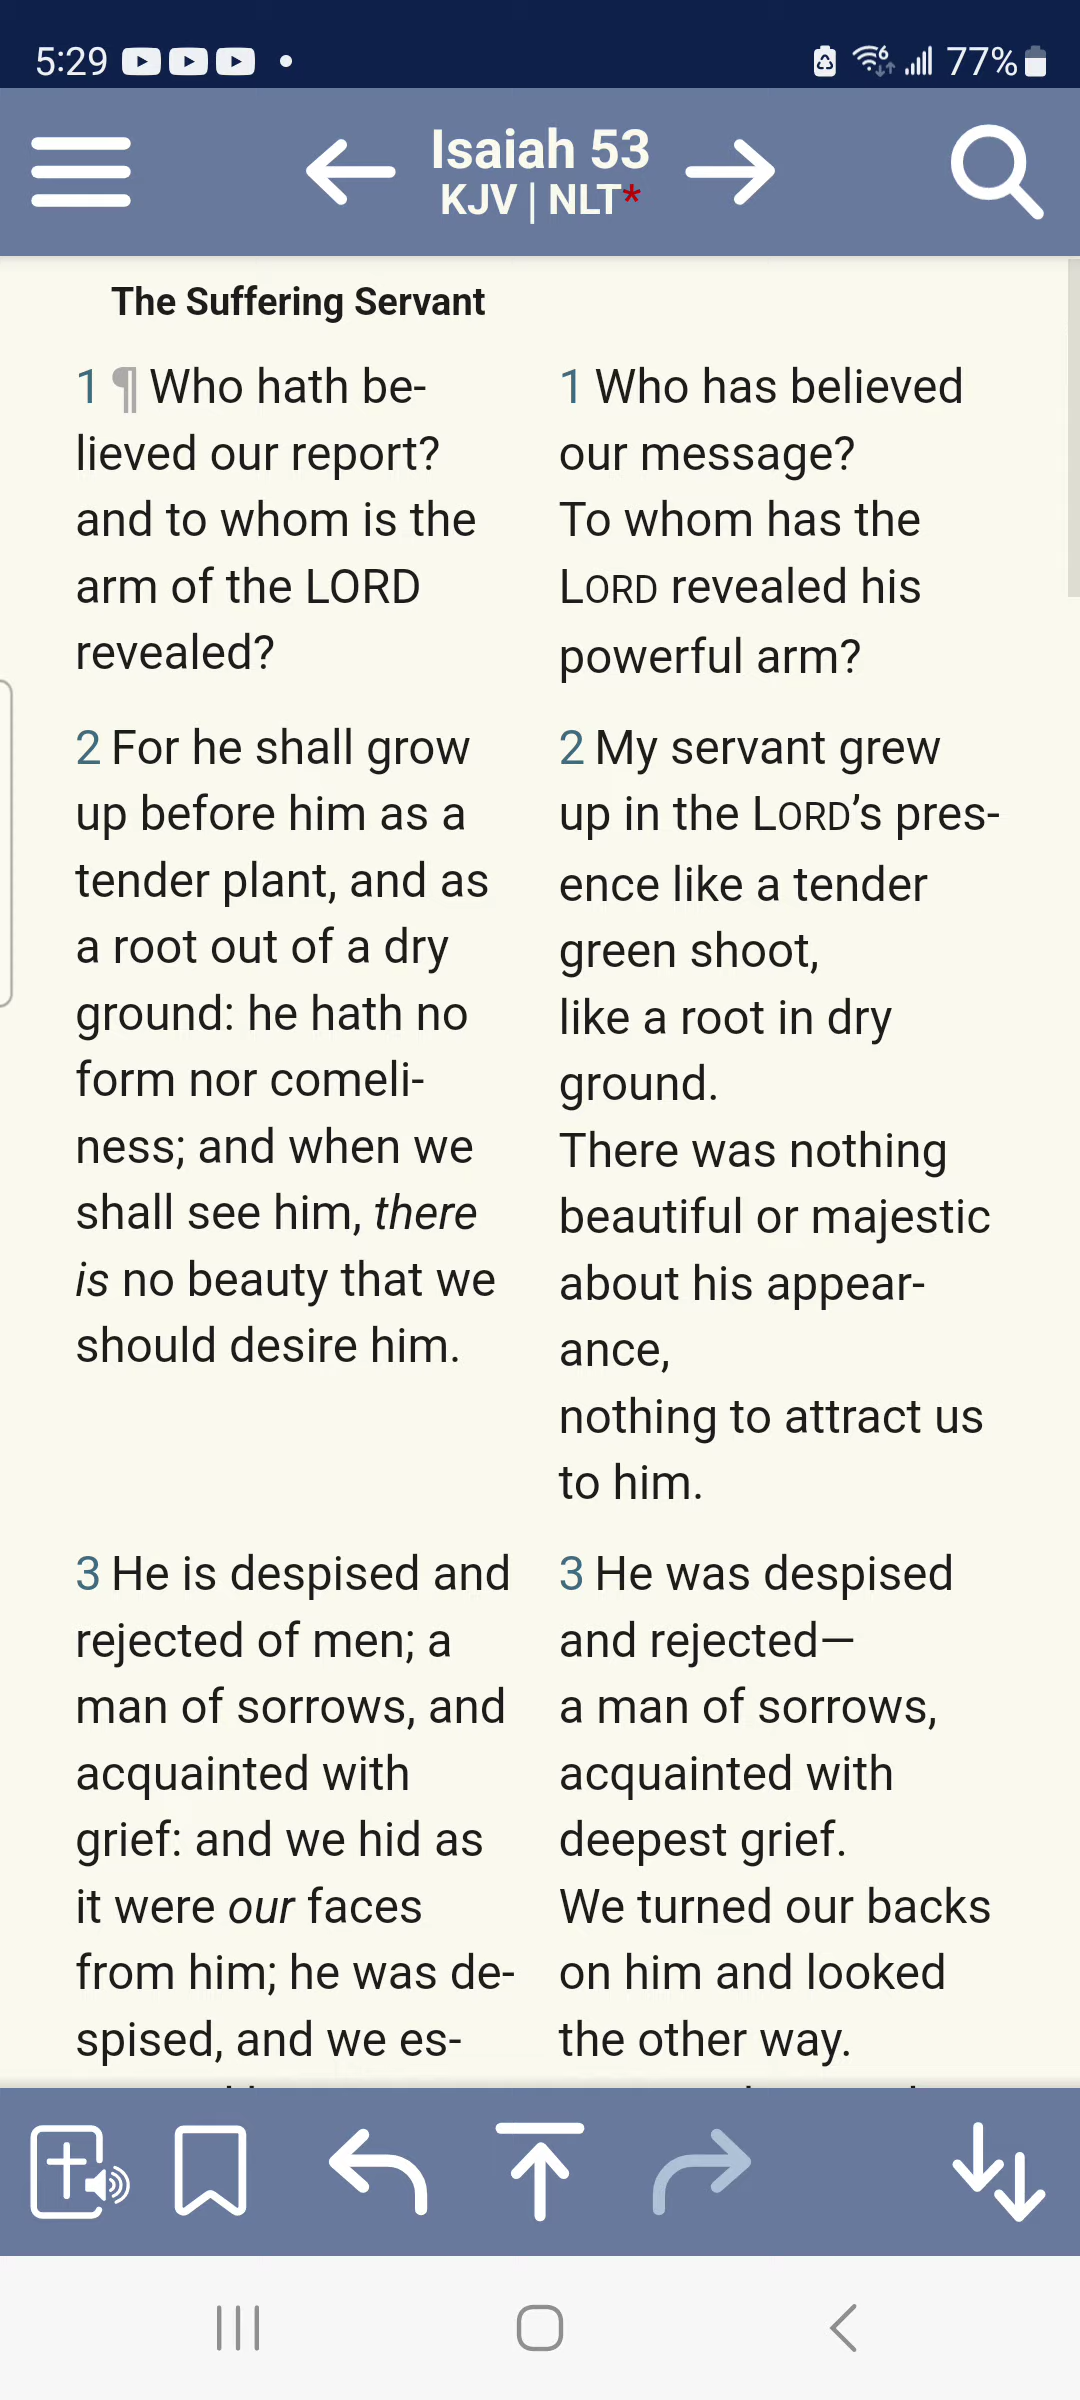 5:29
77%
Isaiah 53
KJV | NLT*
The Suffering Servant
1 ¶ Who hath be-
lieved our report?
and to whom is the
arm of the LORD
revealed?
2 For he shall grow
up before him as a
tender plant, and as
a root out of a dry
ground: he hath no
form nor comeli-
ness; and when we
shall see him, there
is no beauty that we
should desire him.
3 He is despised and
rejected of men; a
man of sorrows, and
acquainted with
grief: and we hid as
it were our faces
from him; he was de-
spised, and we es-
1 Who has believed
our message?
To whom has the
LORD revealed his
powerful arm?
2 My servant grew
up in the LORD’s pres-
ence like a tender
green shoot,
like a root in dry
ground.
There was nothing
beautiful or majestic
about his appear-
ance,
nothing to attract us
to him.
3 He was despised
and rejected—
a man of sorrows,
acquainted with
deepest grief.
We turned our backs
on him and looked
the other way.